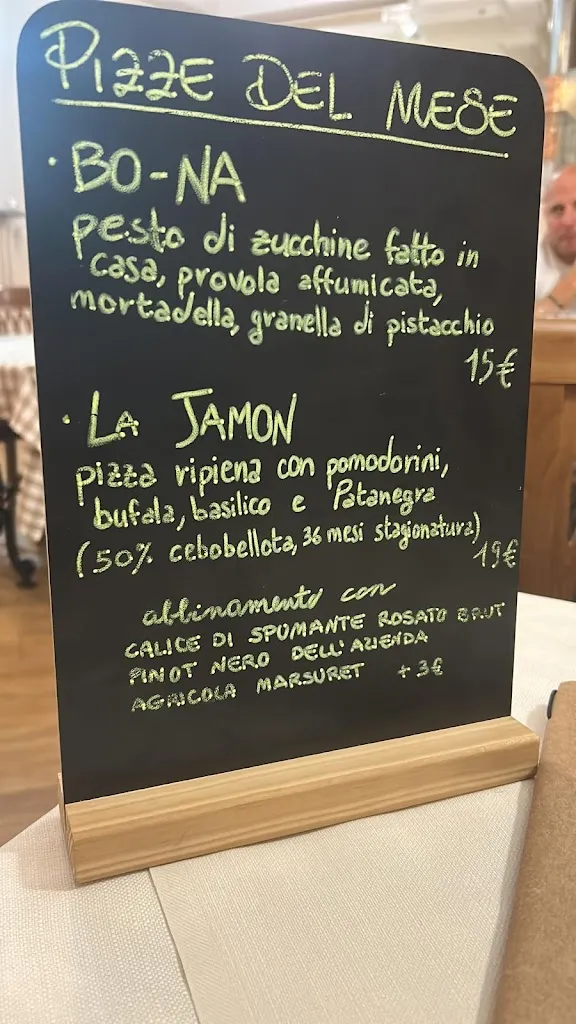 PIZZE DEL MESE
· BO-NA
pesto di zucchine fatto in
casa, provola affumicata,
mortadella, granella di pistacchio
15€
· LA JAMON
pizza ripiena con pomodorini,
bufala, basilico e Patanegra
(50% cebobellota, 36 mesi stagionatura)
19€
abbinamento con
CALICE DI SPUMANTE ROSATO BRUT
PINOT NERO DELL'AZIENDA
AGRICOLA MARSURET +3€